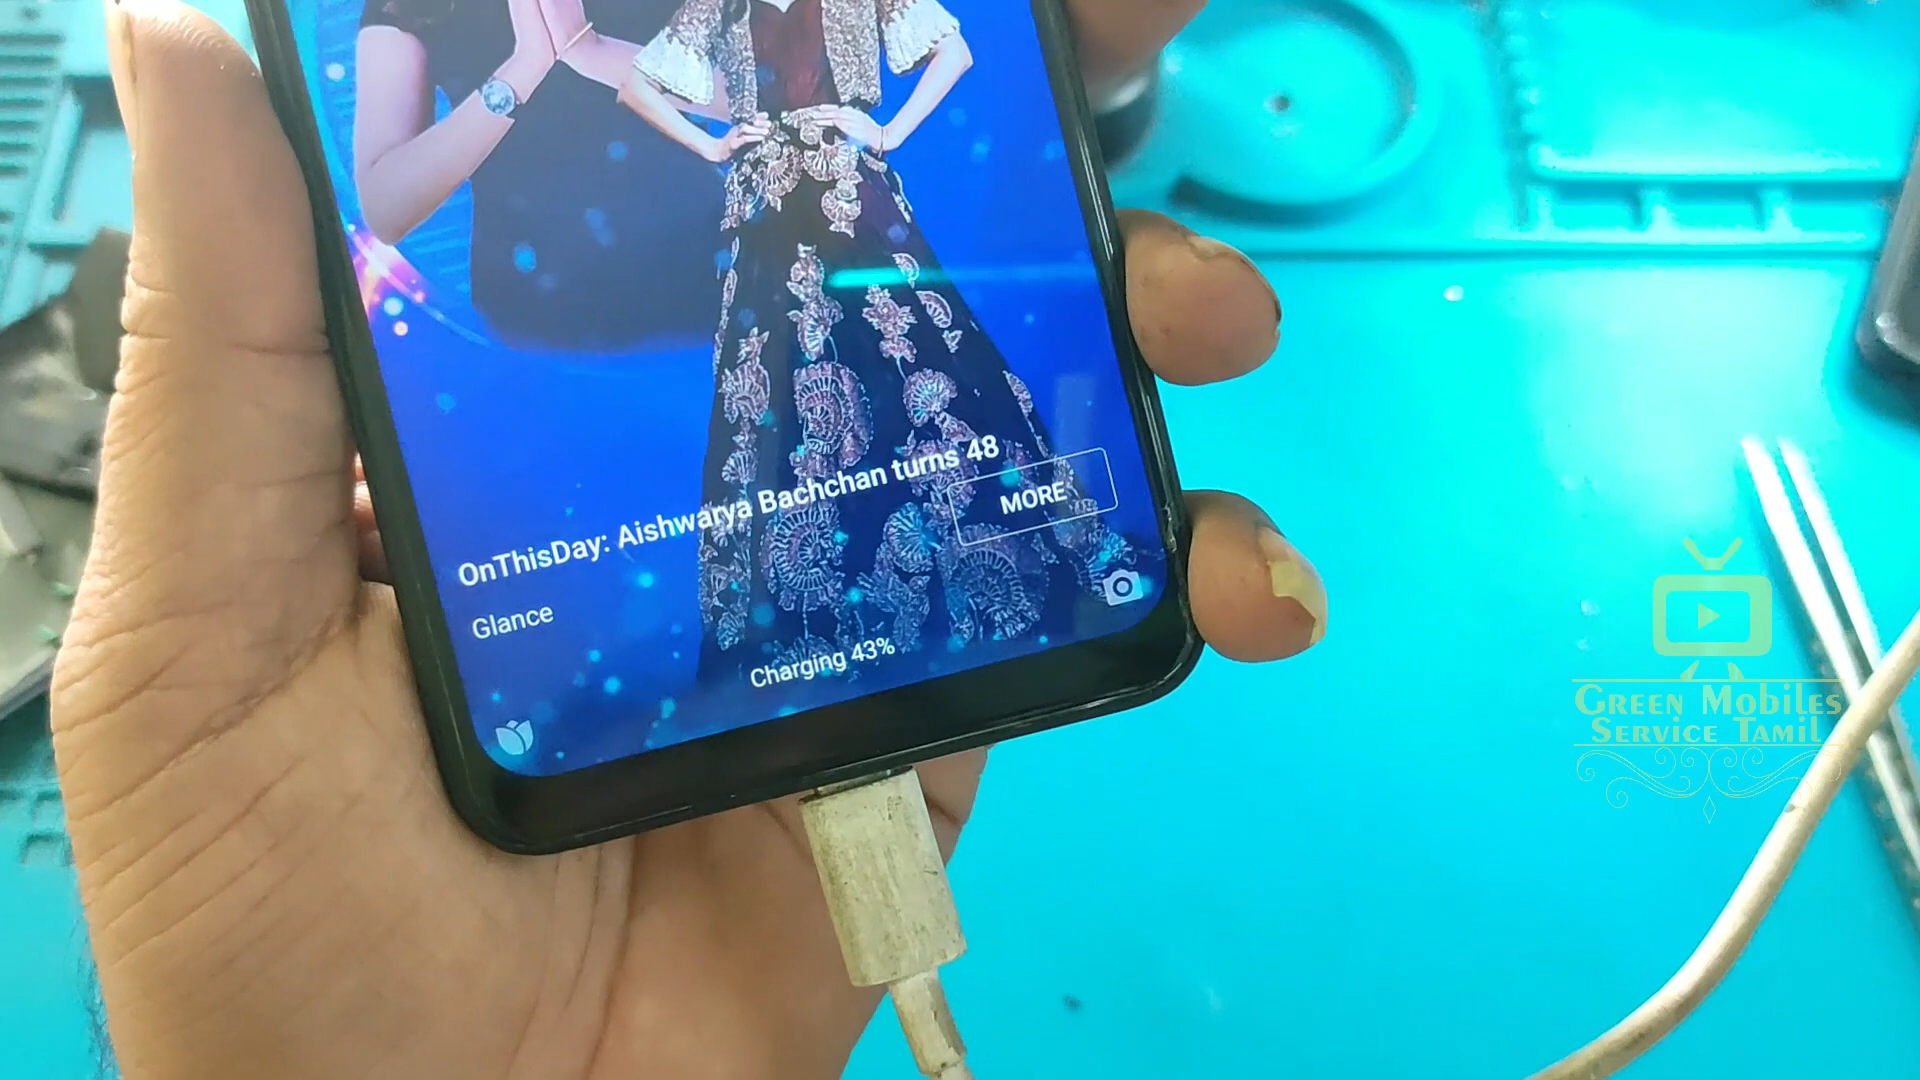 OnThisDay: Aishwarya Bachchan turns 48
MORE
Glance
Charging 43%
GREEN MOBILES
SERVICE TAMIL